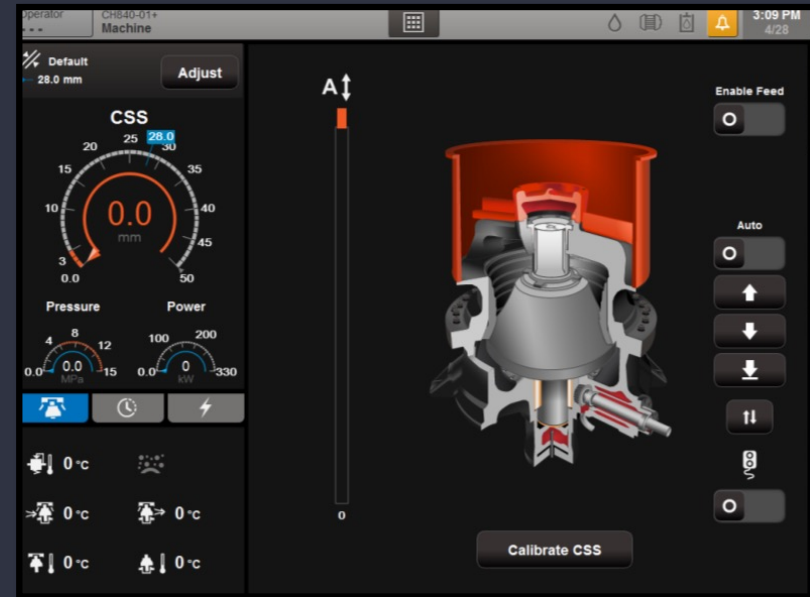 Operator
---
CH840-01+
Machine
3:09 PM
4/28
Default
28.0 mm
Adjust
CSS
28.0
0.0
3
10
15
20
25
30
35
40
45
50
0.0
mm
Pressure
0.0
4
8
12
15
0.0
MPa
Power
0.0
100
200
330
0
kW
0 °C
0 °C
0 °C
0 °C
0 °C
A
0
Calibrate CSS
Enable Feed
Auto